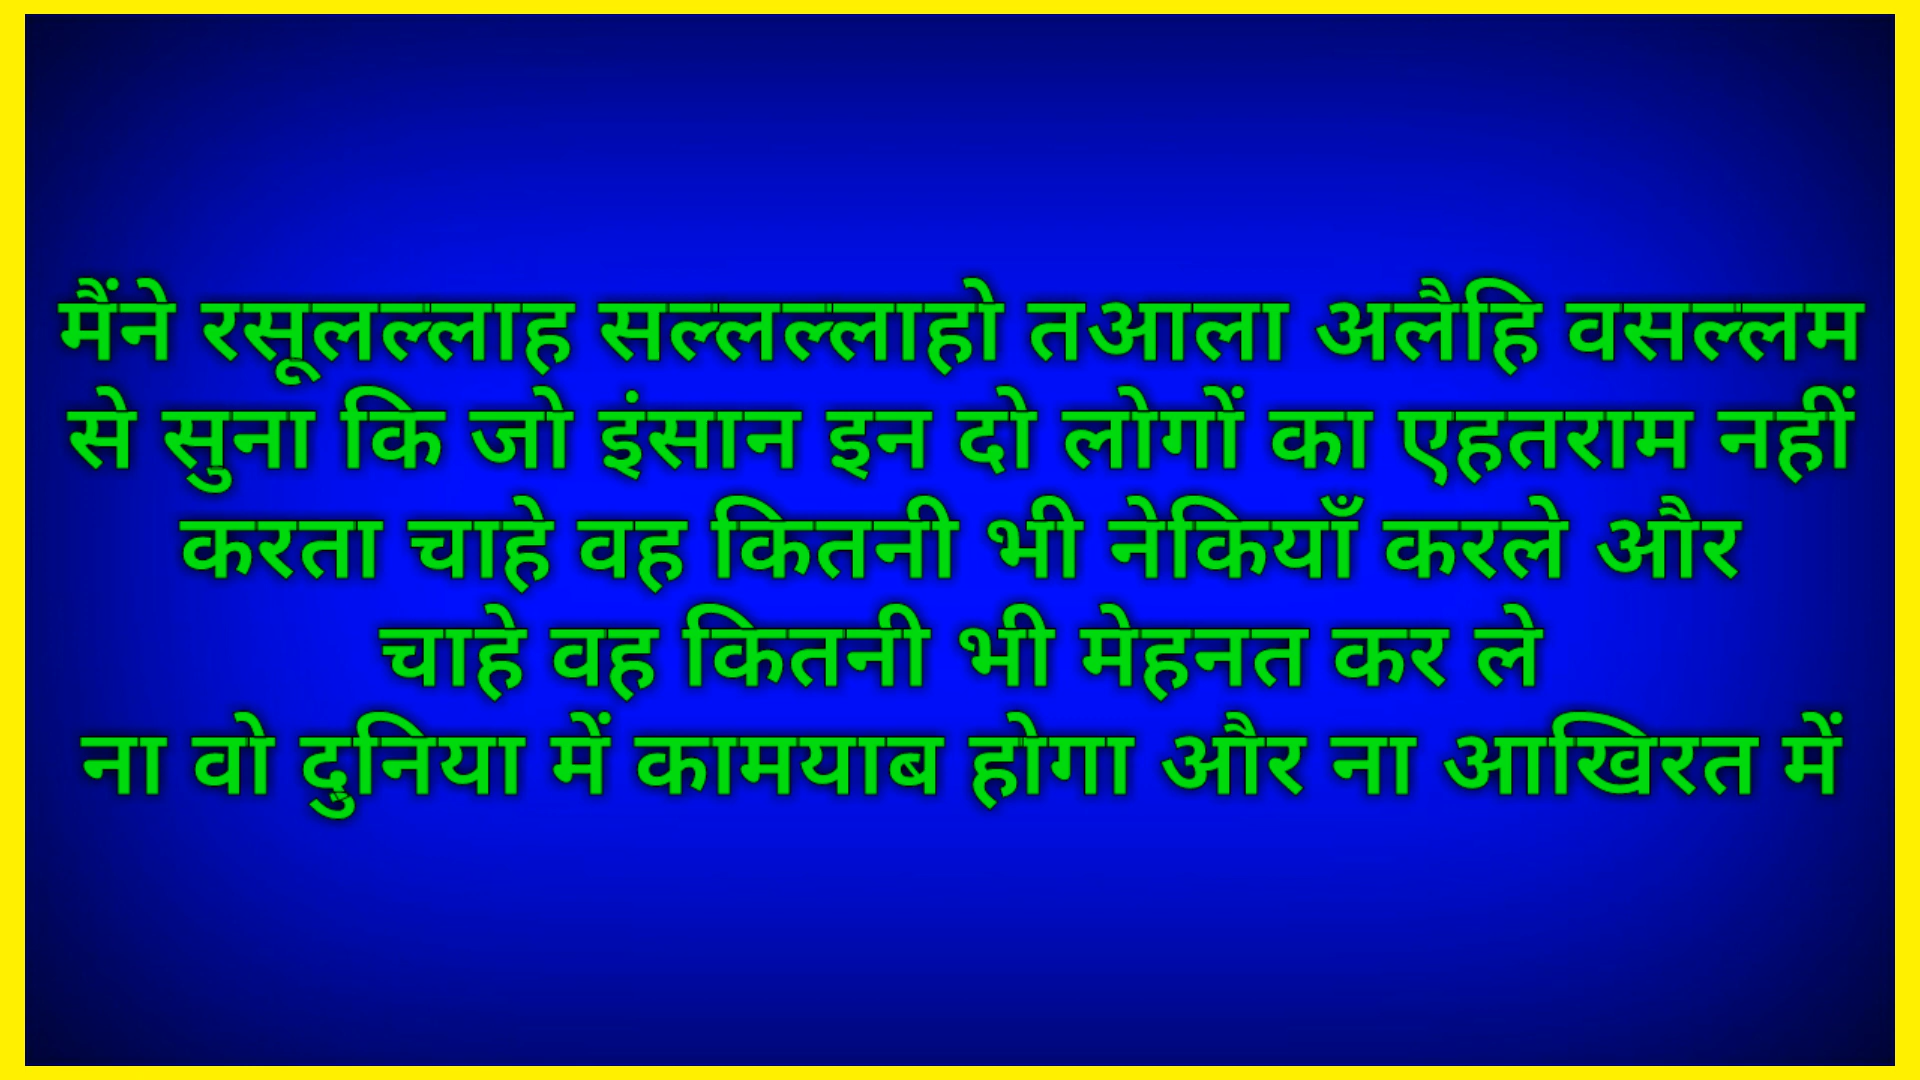 मैंने रसूलल्लाह सल्लल्लाहो तआला अलैहि वसल्लम
से सुना कि जो इंसान इन दो लोगों का एहतराम नहीं
करता चाहे वह कितनी भी नेकियाँ करले और
चाहे वह कितनी भी मेहनत कर ले
ना वो दुनिया में कामयाब होगा और ना आखिरत में